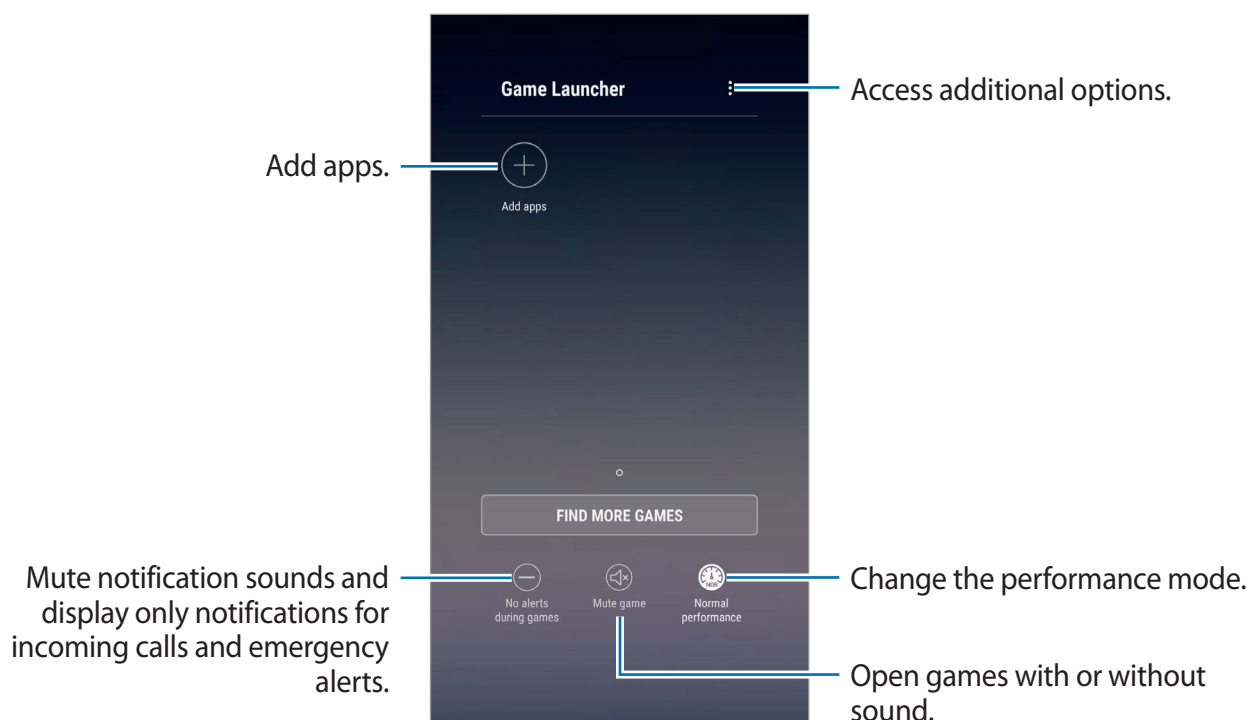 Game Launcher
Access additional options.
Add apps.
Add apps
FIND MORE GAMES
Mute notification sounds and
display only notifications for
incoming calls and emergency
alerts.
No alerts
during games
Mute game
NOR
Normal
performance
Change the performance mode.
Open games with or without
sound.